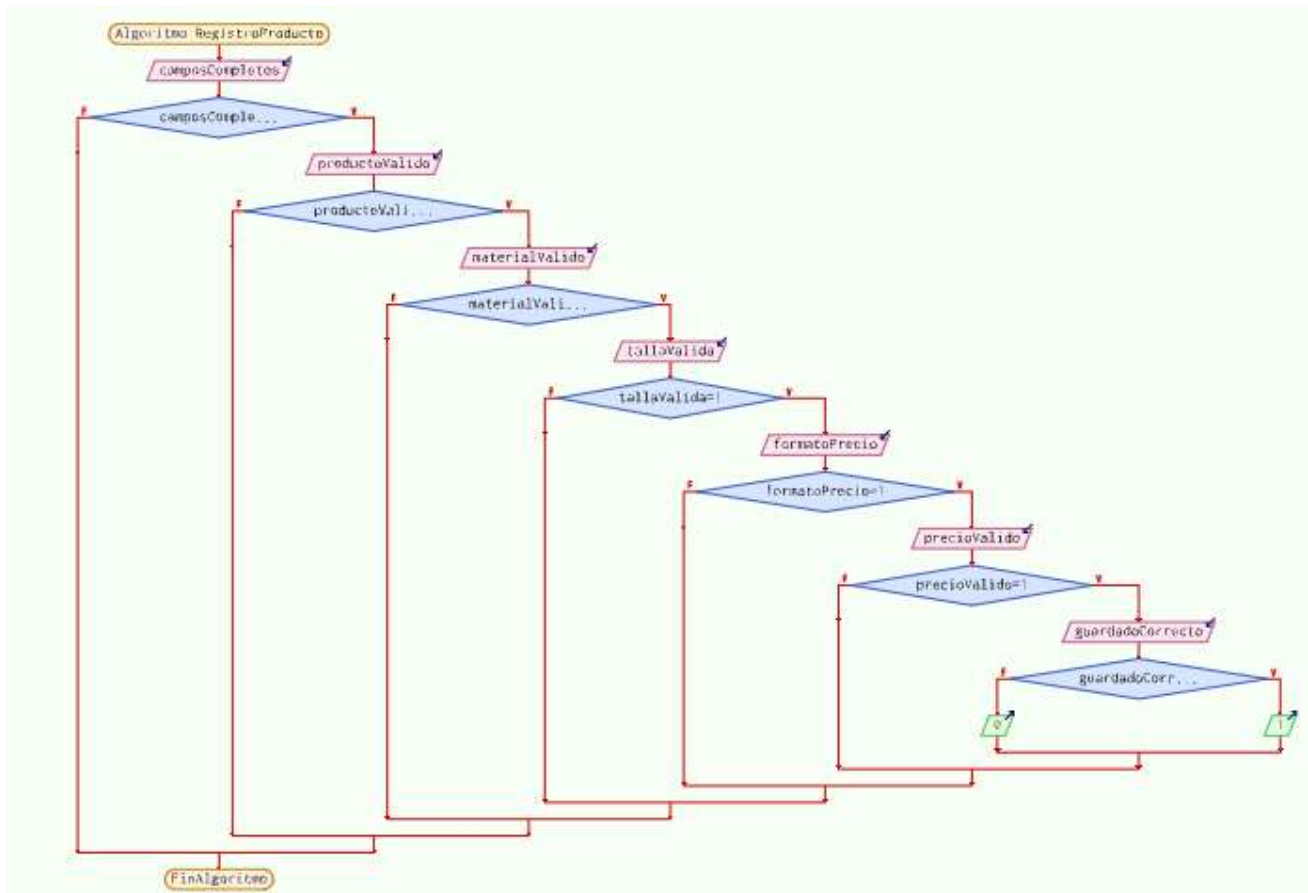 Algoritmo RegistroProducto
camposCompletos
F
camposComple...
V
productoValido
F
productoVali...
V
materialValido
F
materialVali...
V
tallaValida
F
tallaValida=1
V
formatoPrecio
F
formatoPrecio=1
V
precioValido
F
precioValido=1
V
guardadoCorrecto
F
guardadoCorr...
V
0
1
FinAlgoritmo